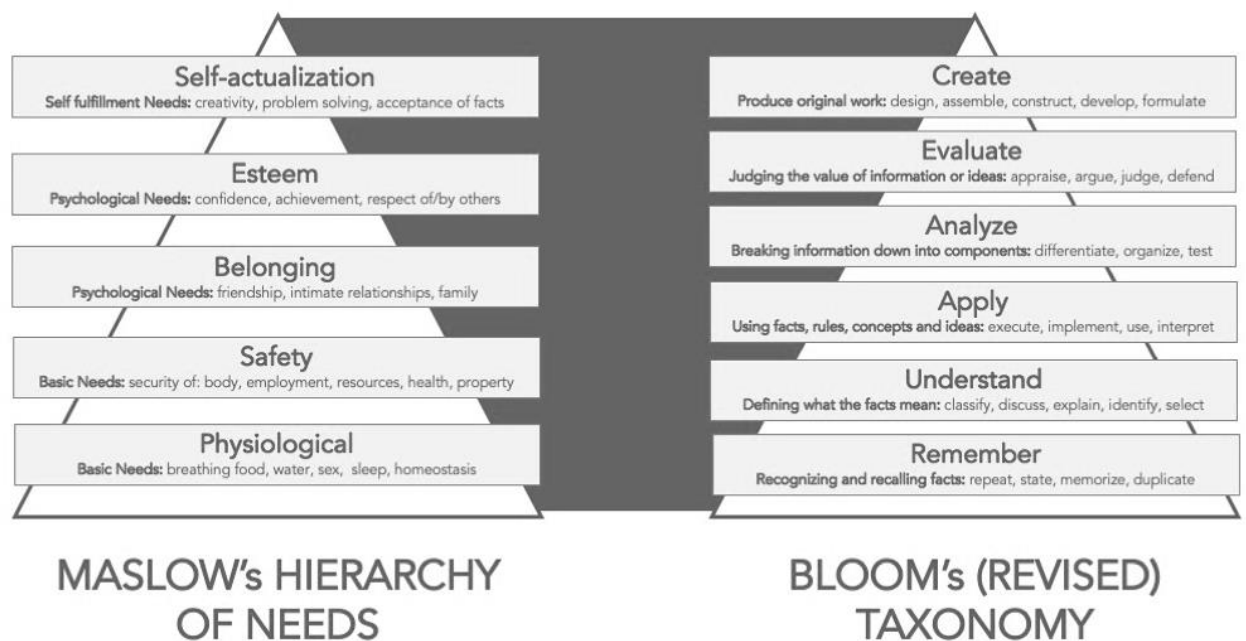 Self-actualization
Self fulfillment Needs: creativity, problem solving, acceptance of facts
Esteem
Psychological Needs: confidence, achievement, respect of/by others
Belonging
Psychological Needs: friendship, intimate relationships, family
Safety
Basic Needs: security of: body, employment, resources, health, property
Physiological
Basic Needs: breathing food, water, sex, sleep, homeostasis
MASLOW's HIERARCHY
OF NEEDS
Create
Produce original work: design, assemble, construct, develop, formulate
Evaluate
Judging the value of information or ideas: appraise, argue, judge, defend
Analyze
Breaking information down into components: differentiate, organize, test
Apply
Using facts, rules, concepts and ideas: execute, implement, use, interpret
Understand
Defining what the facts mean: classify, discuss, explain, identify, select
Remember
Recognizing and recalling facts: repeat, state, memorize, duplicate
BLOOM's (REVISED)
TAXONOMY